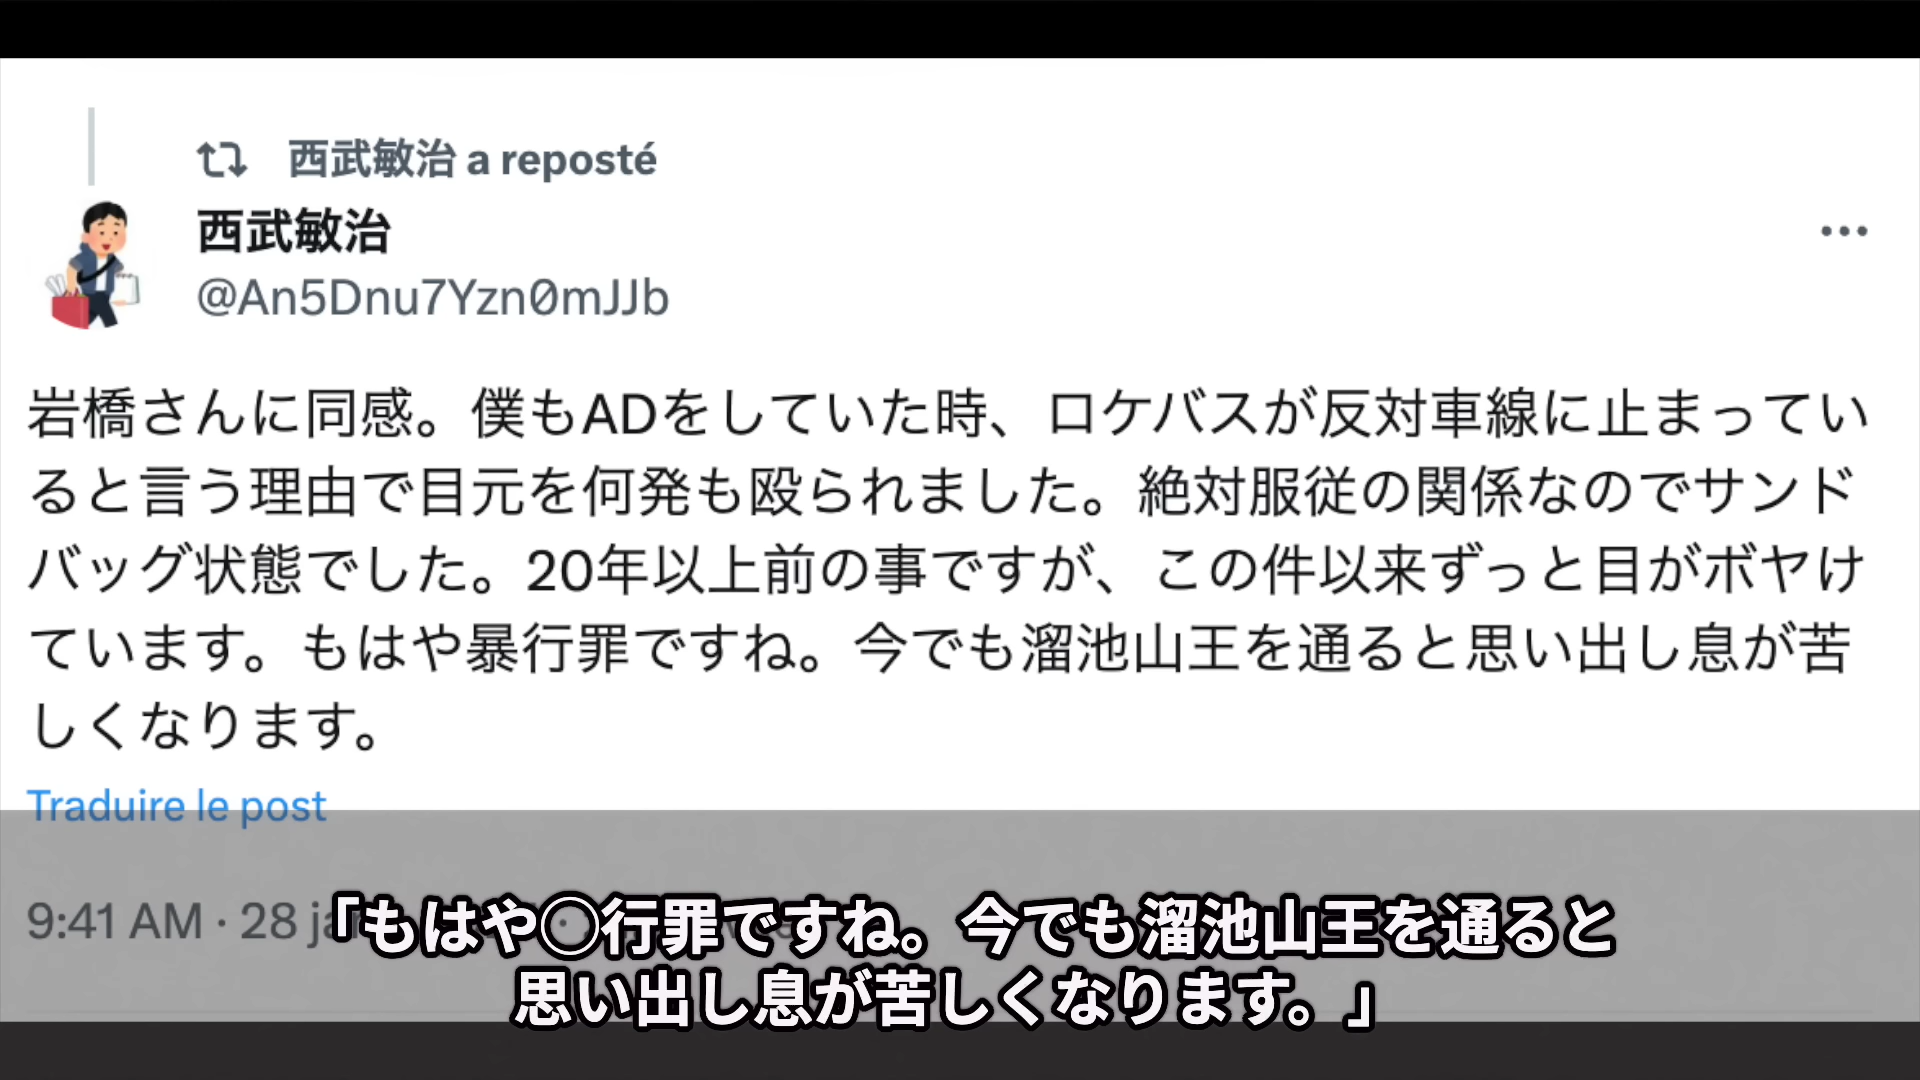 西武敏治 a reposté
西武敏治
@An5Dnu7Yzn0mJJb
岩橋さんに同感。僕もADをしていた時、ロケバスが反対車線に止まってい
ると言う理由で目元を何発も殴られました。絶対服従の関係なのでサンド
バッグ状態でした。20年以上前の事ですが、この件以来ずっと目がボヤけ
ています。もはや暴行罪ですね。今でも溜池山王を通ると思い出し息が苦
しくなります。
Traduire le post
9:41 AM · 28
「もはや〇行罪ですね。今でも溜池山王を通ると
思い出し息が苦しくなります。」